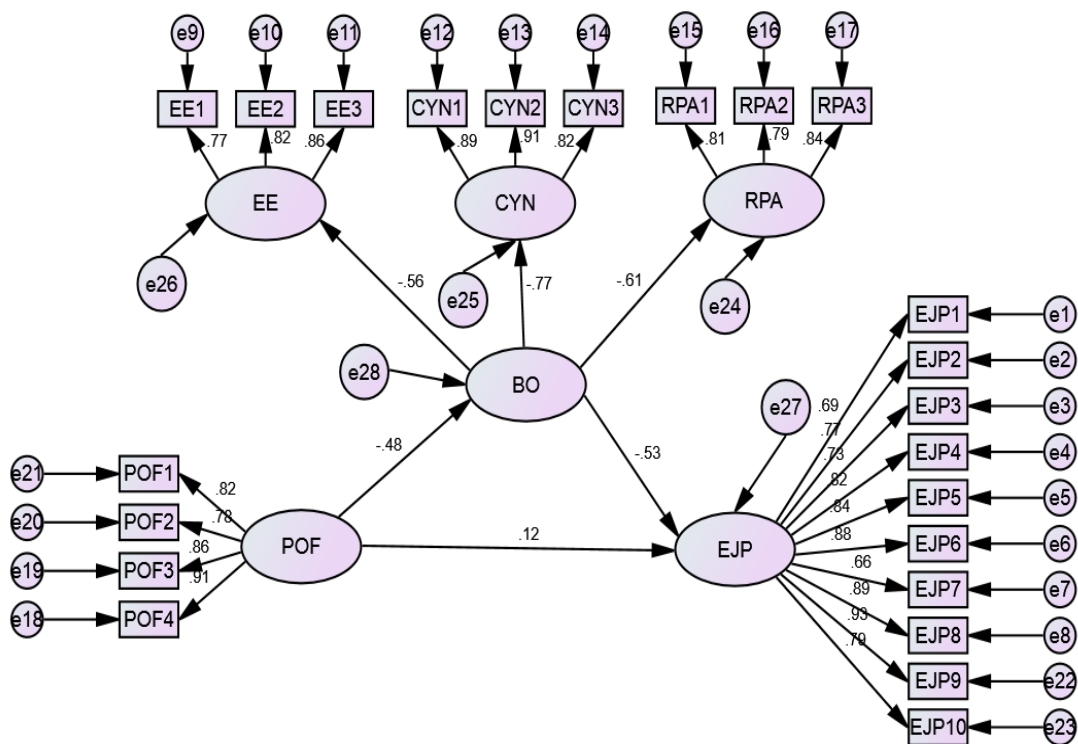 e9 e10 e11 e12 e13 e14 e15 e16 e17
EE1 EE2 EE3 CYN1 CYN2 CYN3 RPA1 RPA2 RPA3
.77 .82 .86 .89 .91 .82 .81 .79 .84
EE CYN RPA
e26 e25 e24
-.56 -.77 -.61
e28 BO e27
-.48 -.53
EJP1 e1
EJP2 e2
EJP3 e3
EJP4 e4
EJP5 e5
EJP6 e6
EJP7 e7
EJP8 e8
EJP9 e22
EJP10 e23
.69
.77
.73
.82
.84
.88
.66
.89
.93
.79
e21 POF1
e20 POF2
e19 POF3
e18 POF4
.82
.78
.86
.91
POF .12 EJP